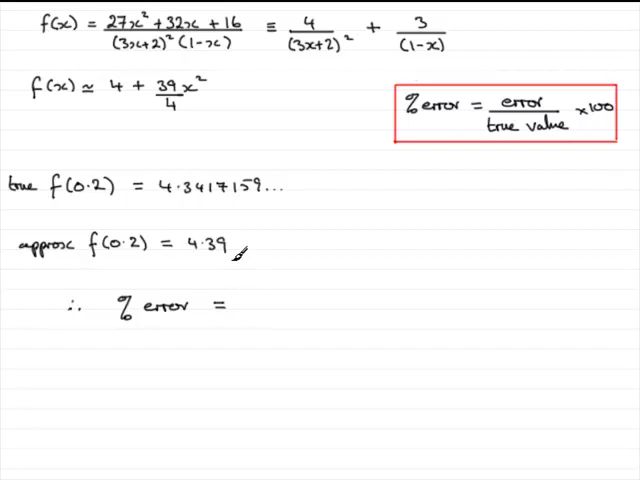 f(x) = 27x² + 32x + 16 / (3x+2)² (1-x) ≡ 4 / (3x+2)² + 3 / (1-x)
f(x) ≃ 4 + 39/4 x²
% error = error / true value × 100
true f(0·2) = 4·3417159...
approx f(0·2) = 4·39
∴ % error =